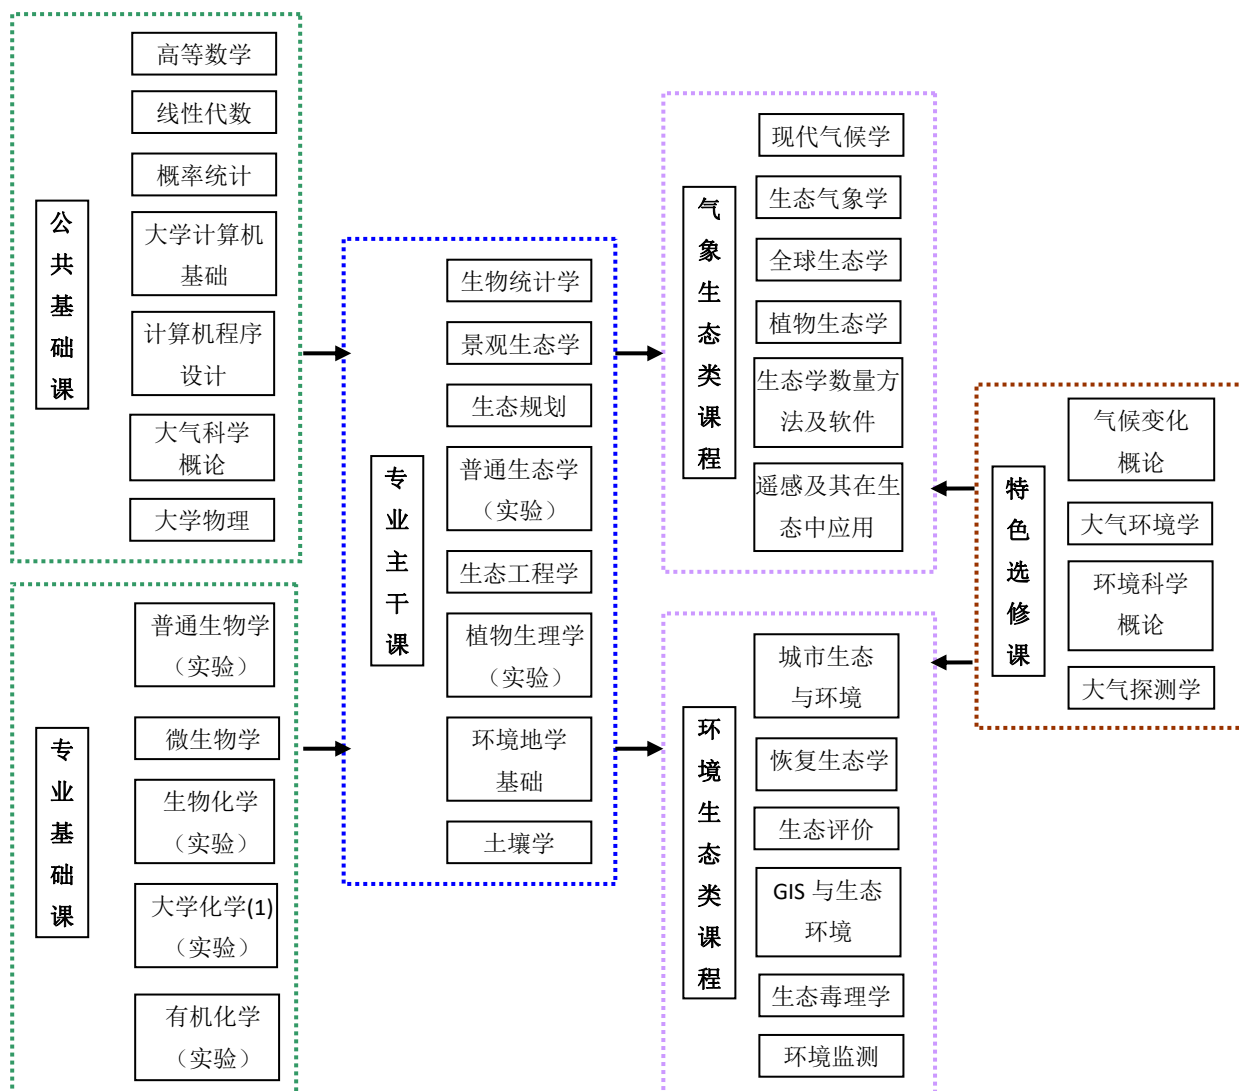 公
共
基
础
课
高等数学
线性代数
概率统计
大学计算机
基础
计算机程序
设计
大气科学
概论
大学物理
专
业
基
础
课
普通生物学
（实验）
微生物学
生物化学
（实验）
大学化学(1)
（实验）
有机化学
（实验）
专
业
主
干
课
生物统计学
景观生态学
生态规划
普通生态学
（实验）
生态工程学
植物生理学
（实验）
环境地学
基础
土壤学
气
象
生
态
类
课
程
现代气候学
生态气象学
全球生态学
植物生态学
生态学数量方
法及软件
遥感及其在生
态中应用
环
境
生
态
类
课
程
城市生态
与环境
恢复生态学
生态评价
GIS 与生态
环境
生态毒理学
环境监测
特
色
选
修
课
气候变化
概论
大气环境学
环境科学
概论
大气探测学